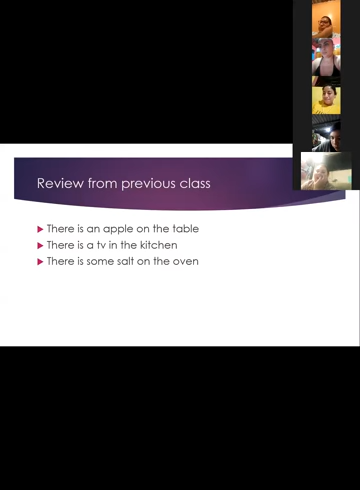 Review from previous class
There is an apple on the table
There is a tv in the kitchen
There is some salt on the oven